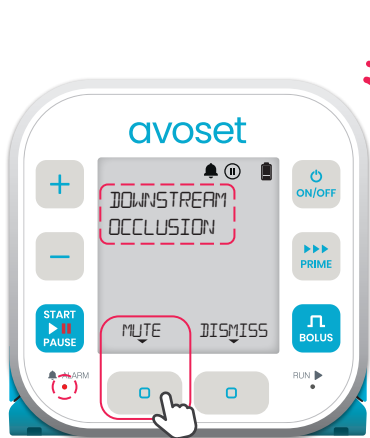 avoset
ON/OFF
DOWNSTREAM
OCCLUSION
PRIME
START
PAUSE
MUTE
DISMISS
BOLUS
ALARM
RUN